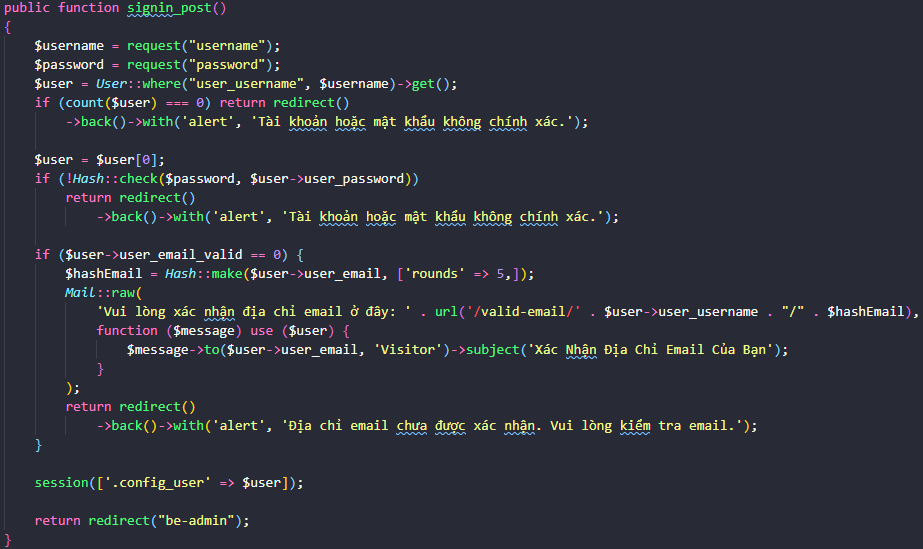 public function signin_post()
{
    $username = request("username");
    $password = request("password");
    $user = User::where("user_username", $username)->get();
    if (count($user) === 0) return redirect()
        ->back()->with('alert', 'Tài khoản hoặc mật khẩu không chính xác.');
    $user = $user[0];
    if (!Hash::check($password, $user->user_password))
        return redirect()
            ->back()->with('alert', 'Tài khoản hoặc mật khẩu không chính xác.');
    if ($user->user_email_valid == 0) {
        $hashEmail = Hash::make($user->user_email, ['rounds' => 5,]);
        Mail::raw(
            'Vui lòng xác nhận địa chỉ email ở đây: ' . url('/valid-email/' . $user->user_username . "/" . $hashEmail),
            function ($message) use ($user) {
                $message->to($user->user_email, 'Visitor')->subject('Xác Nhận Địa Chỉ Email Của Bạn');
            }
        );
        return redirect()
            ->back()->with('alert', 'Địa chỉ email chưa được xác nhận. Vui lòng kiểm tra email.');
    }
    session(['.config_user' => $user]);
    return redirect("be-admin");
}